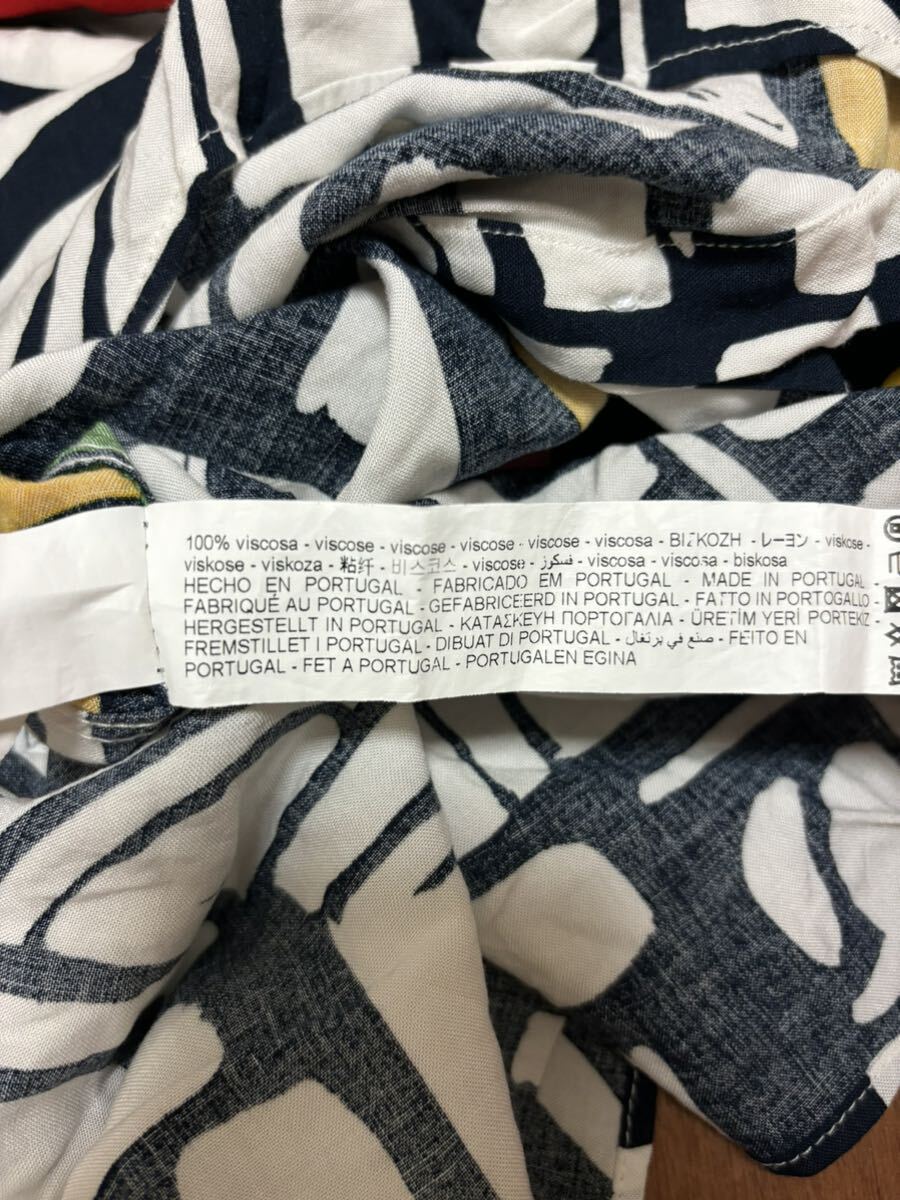 100% viscosa - viscose - viscose - viscose - viscose - viscosa - ΒΙΣΚΟΖΗ - レーヨン - viskose -
viskose - viskoza - 粘纤 - 비스코스 - viscose - فسكوز - viscosa - viscosa - biskosa
HECHO EN PORTUGAL - FABRICADO EM PORTUGAL - MADE IN PORTUGAL -
FABRIQUÉ AU PORTUGAL - GEFABRICEERD IN PORTUGAL - FATTO IN PORTOGALLO -
HERGESTELLT IN PORTUGAL - ΚΑΤΑΣΚΕΥΗ ΠΟΡΤΟΓΑΛΙΑ - ÜRETİM YERİ PORTEKIZ -
FREMSTILLET I PORTUGAL - DIBUAT DI PORTUGAL - صنع في برتغال - FEITO EN
PORTUGAL - FET A PORTUGAL - PORTUGALEN EGINA